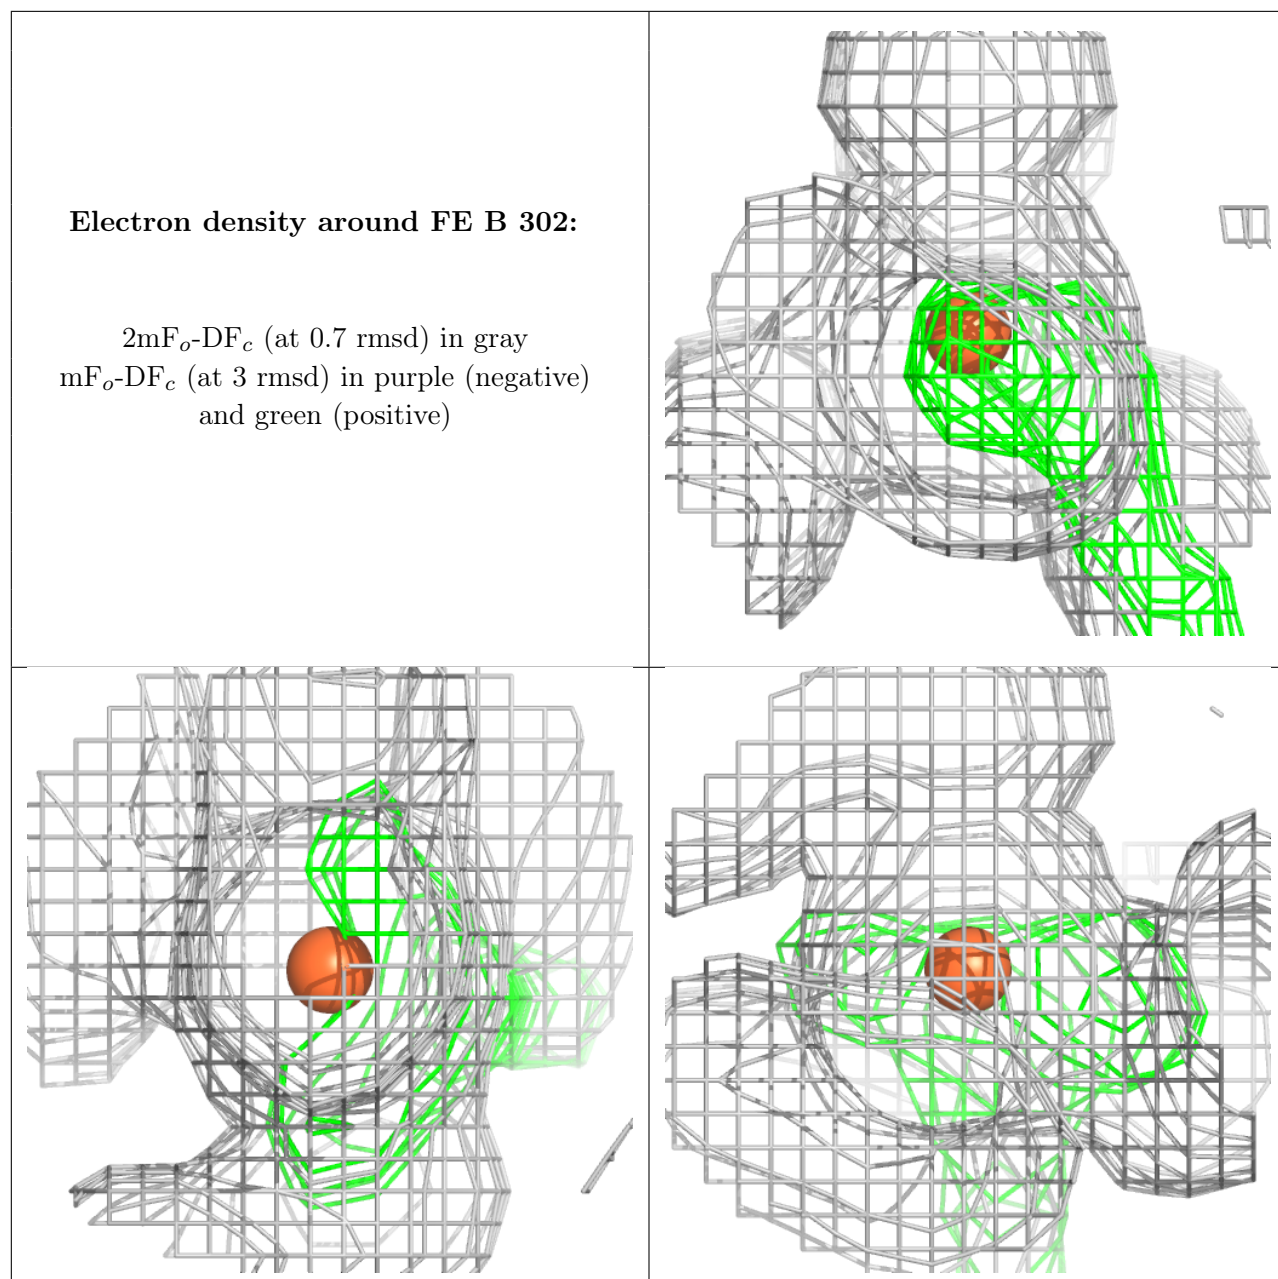 Electron density around FE B 302:
2mFo-DFc (at 0.7 rmsd) in gray
mFo-DFc (at 3 rmsd) in purple (negative)
and green (positive)